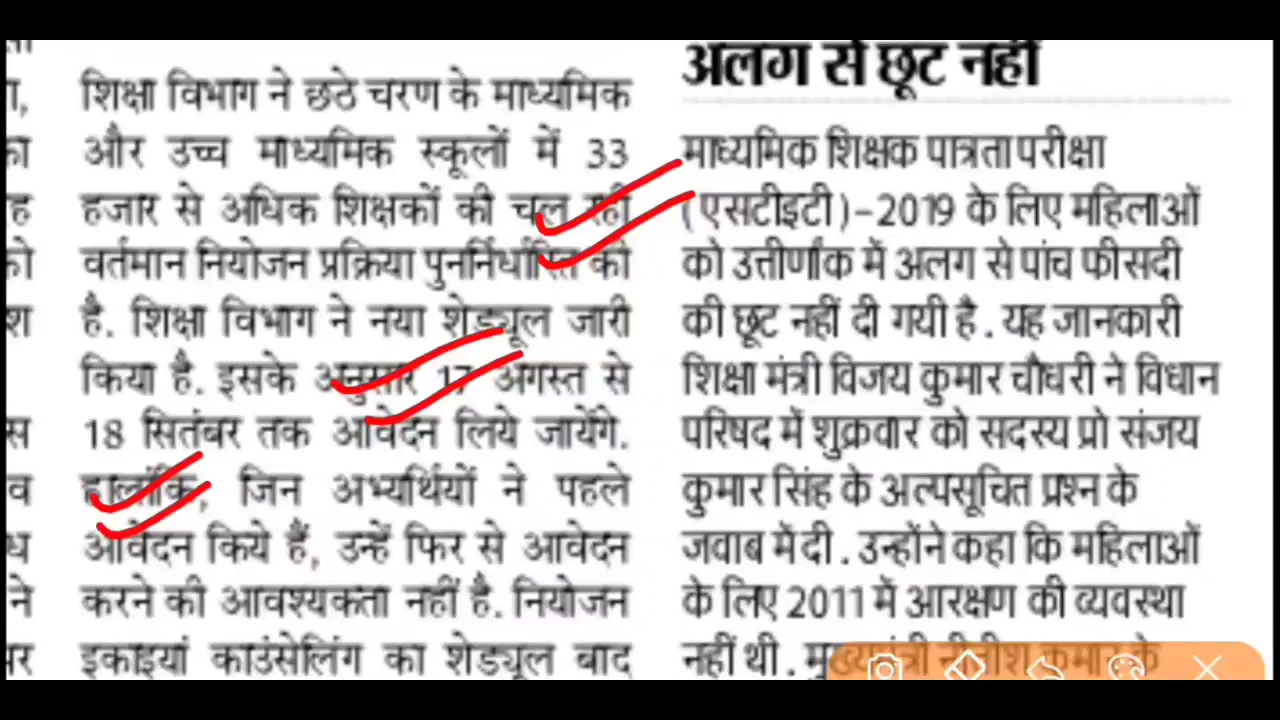 ा,
का
ह
को
श
स
व
ध
ने
पर
शिक्षा विभाग ने छठे चरण के माध्यमिक
और उच्च माध्यमिक स्कूलों में 33
हजार से अधिक शिक्षकों की चल रही
वर्तमान नियोजन प्रक्रिया पुनर्निर्धारित की
है. शिक्षा विभाग ने नया शेड्यूल जारी
किया है. इसके अनुसार 17 अगस्त से
18 सितंबर तक आवेदन लिये जायेंगे.
हालांकि, जिन अभ्यर्थियों ने पहले
आवेदन किये हैं, उन्हें फिर से आवेदन
करने की आवश्यकता नहीं है. नियोजन
इकाइयां काउंसेलिंग का शेड्यूल बाद
अलग से छूट नहीं
माध्यमिक शिक्षक पात्रता परीक्षा
(एसटीइटी)-2019 के लिए महिलाओं
को उत्तीर्णांक में अलग से पांच फीसदी
की छूट नहीं दी गयी है. यह जानकारी
शिक्षा मंत्री विजय कुमार चौधरी ने विधान
परिषद में शुक्रवार को सदस्य प्रो संजय
कुमार सिंह के अल्पसूचित प्रश्न के
जवाब में दी. उन्होंने कहा कि महिलाओं
के लिए 2011 में आरक्षण की व्यवस्था
नहीं थी. मुख्यमंत्री नीतीश कुमार के